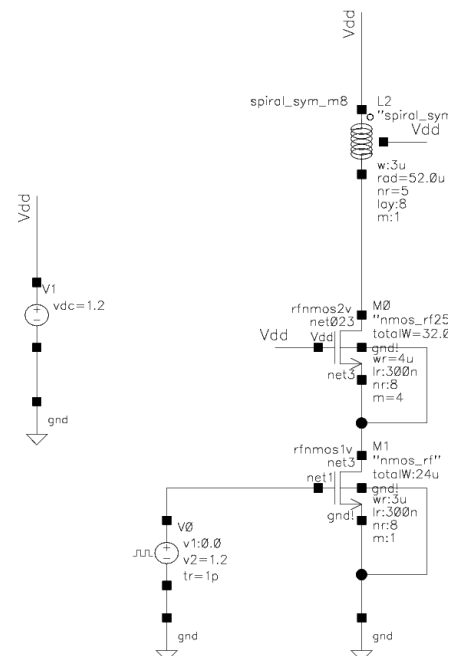 Vdd
spiral_sym_m8
L2
"spiral_sym
Vdd
w:3u
rad=52.0u
nr=5
lay:8
m:1
Vdd
V1
vdc=1.2
gnd
rfnmos2v
M0
net023
"nmos_rf25
Vdd
Vdd
totalW=32.0
gnd!
wr=4u
lr:300n
net3
nr:8
m=4
rfnmos1v
M1
net3
"nmos_rf"
totalW:24u
net1
gnd!
wr:3u
lr:300n
gnd!
nr:8
m:1
V0
v1:0.0
v2=1.2
tr=1p
gnd
gnd